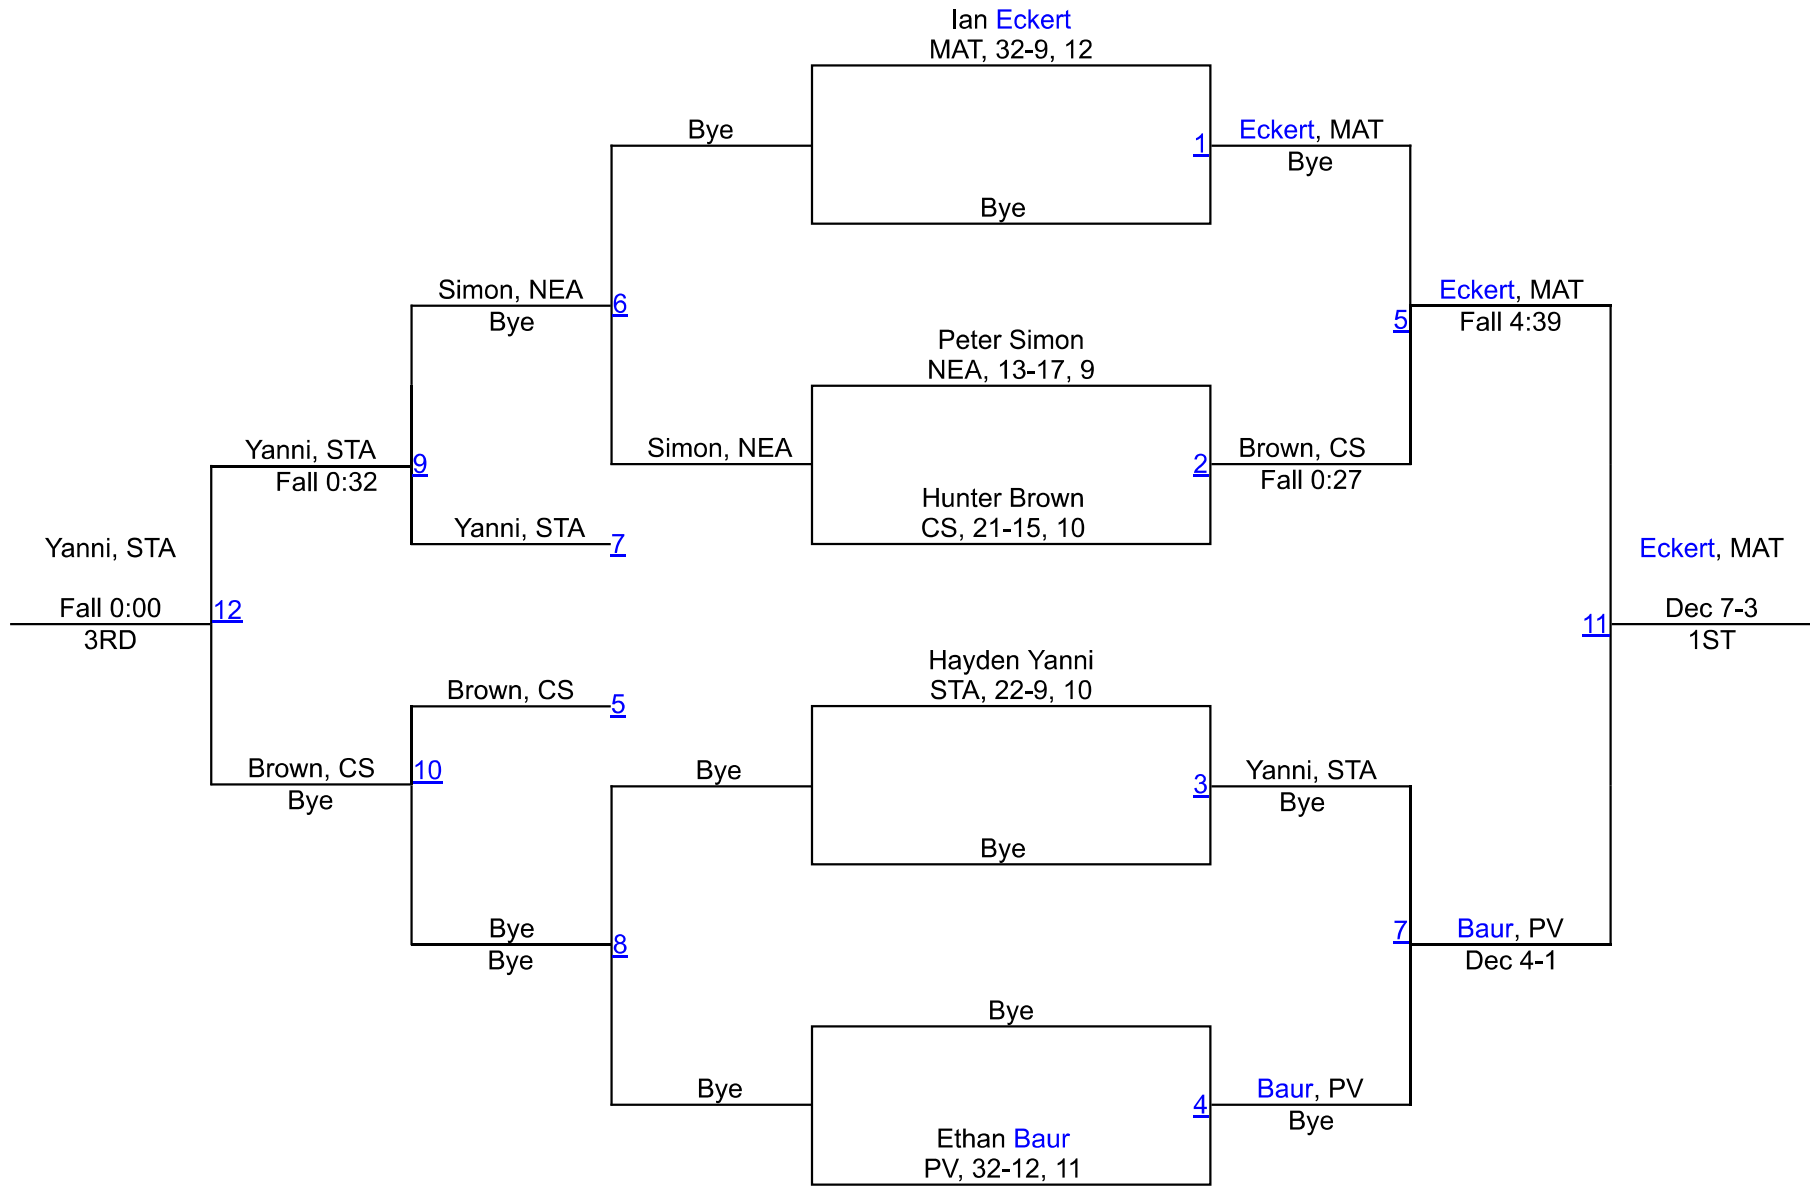 Ian Eckert
MAT, 32-9, 12
Bye
1
Eckert, MAT
Bye
Bye
Simon, NEA
Bye
6
Eckert, MAT
Fall 4:39
5
Peter Simon
NEA, 13-17, 9
Yanni, STA
Fall 0:32
9
Simon, NEA
2
Brown, CS
Fall 0:27
Hunter Brown
CS, 21-15, 10
Yanni, STA
7
Yanni, STA
Fall 0:00
3RD
12
Eckert, MAT
Dec 7-3
1ST
11
Hayden Yanni
STA, 22-9, 10
Brown, CS
5
Brown, CS
Bye
10
Bye
3
Yanni, STA
Bye
Bye
Bye
Bye
8
7
Baur, PV
Dec 4-1
Bye
Bye
4
Baur, PV
Bye
Ethan Baur
PV, 32-12, 11